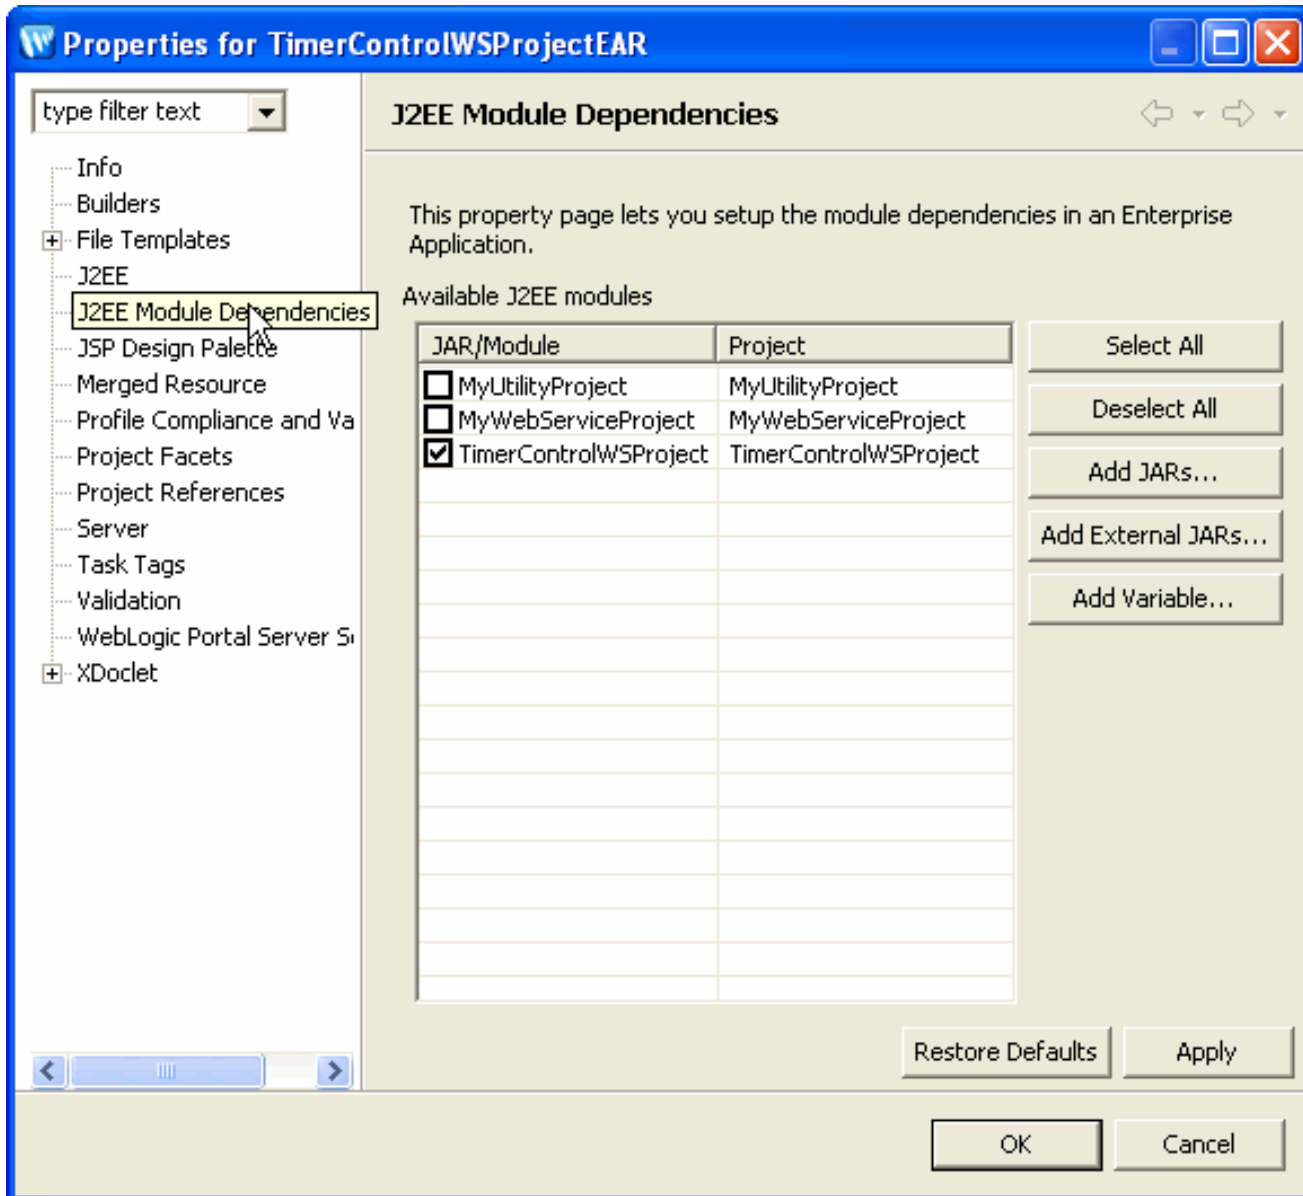 Properties for TimerControlWSProjectEAR
type filter text
Info
Builders
File Templates
J2EE
J2EE Module Dependencies
JSP Design Palette
Merged Resource
Profile Compliance and Va
Project Facets
Project References
Server
Task Tags
Validation
WebLogic Portal Server S
XDoclet
J2EE Module Dependencies
This property page lets you setup the module dependencies in an Enterprise
Application.
Available J2EE modules
JAR/Module Project
MyUtilityProject MyUtilityProject
MyWebServiceProject MyWebServiceProject
TimerControlWSProject TimerControlWSProject
Select All
Deselect All
Add JARs...
Add External JARs...
Add Variable...
Restore Defaults Apply
OK Cancel